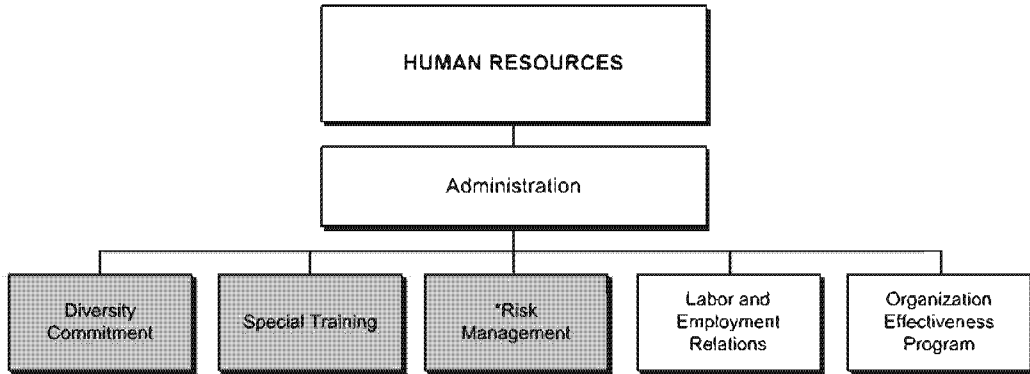 HUMAN RESOURCES
Administration
Diversity
Commitment
Special Training
*Risk
Management
Labor and
Employment
Relations
Organization
Effectiveness
Program